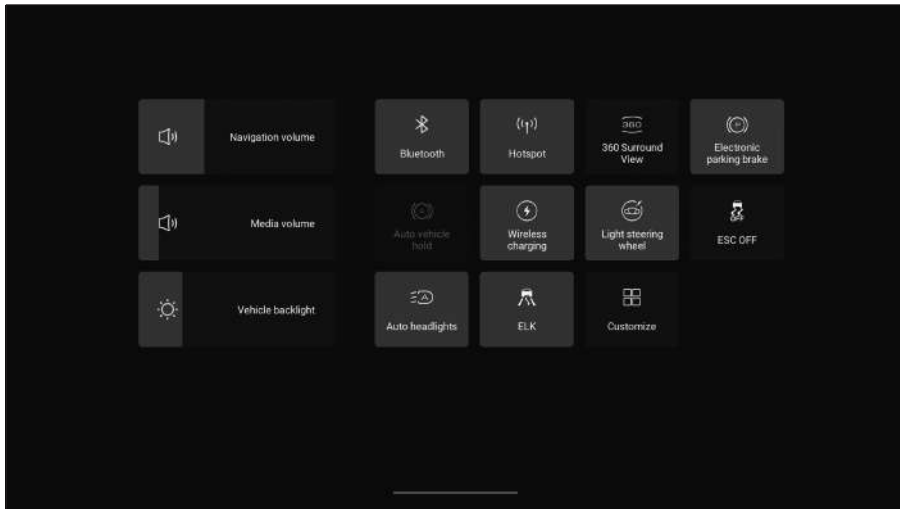 Navigation volume
Bluetooth
Hotspot
360
360 Surround
View
P
Electronic
parking brake
Media volume
A
Auto vehicle
hold
Wireless
charging
Light steering
wheel
ESC OFF
Vehicle backlight
A
Auto headlights
ELK
Customize